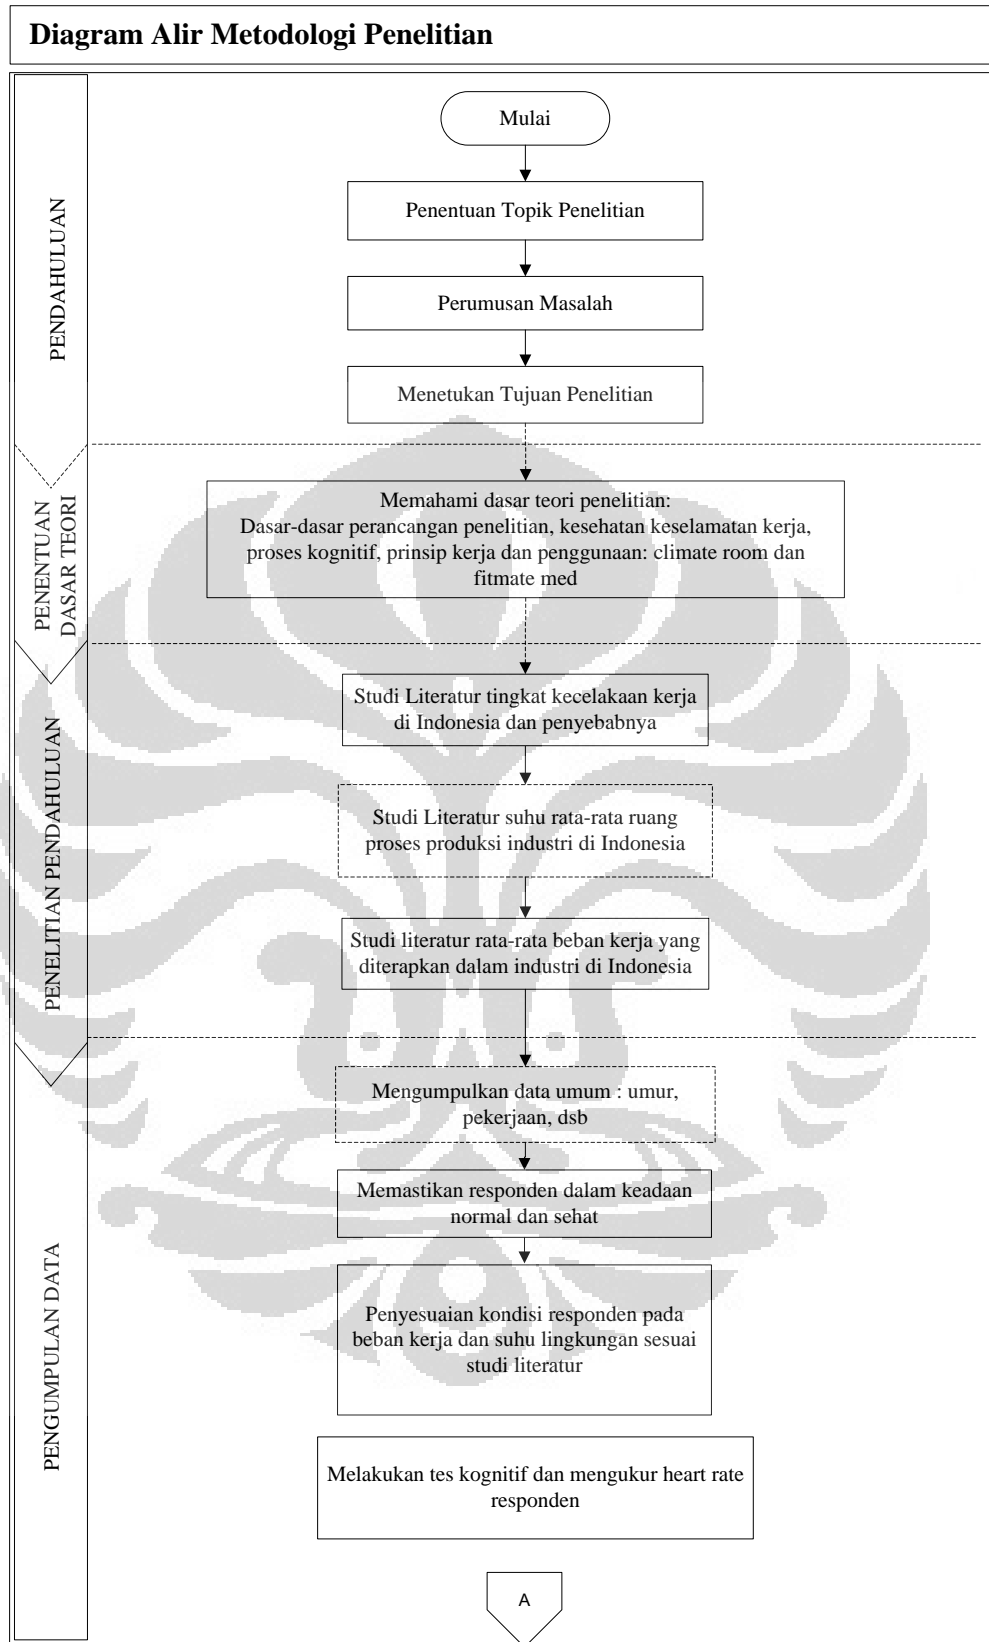 Diagram Alir Metodologi Penelitian
PENDAHULUAN
Mulai
Penentuan Topik Penelitian
Perumusan Masalah
Menetukan Tujuan Penelitian
PENENTUAN
DASAR TEORI
Memahami dasar teori penelitian:
Dasar-dasar perancangan penelitian, kesehatan keselamatan kerja,
proses kognitif, prinsip kerja dan penggunaan: climate room dan
fitmate med
PENELITIAN PENDAHULUAN
Studi Literatur tingkat kecelakaan kerja
di Indonesia dan penyebabnya
Studi Literatur suhu rata-rata ruang
proses produksi industri di Indonesia
Studi literatur rata-rata beban kerja yang
diterapkan dalam industri di Indonesia
PENGUMPULAN DATA
Mengumpulkan data umum : umur,
pekerjaan, dsb
Memastikan responden dalam keadaan
normal dan sehat
Penyesuaian kondisi responden pada
beban kerja dan suhu lingkungan sesuai
studi literatur
Melakukan tes kognitif dan mengukur heart rate
responden
A